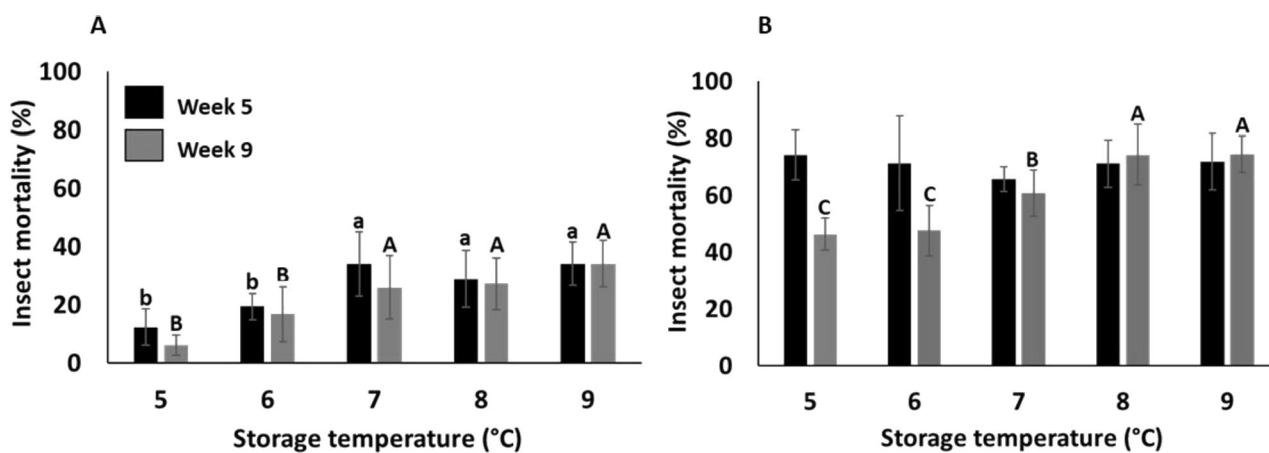 A
Insect mortality (%)
100
80
60
40
20
0
Week 5
Week 9
b
B
b
B
a
A
a
A
a
A
5
6
7
8
9
Storage temperature (°C)
B
Insect mortality (%)
100
80
60
40
20
0
C
C
B
A
A
5
6
7
8
9
Storage temperature (°C)